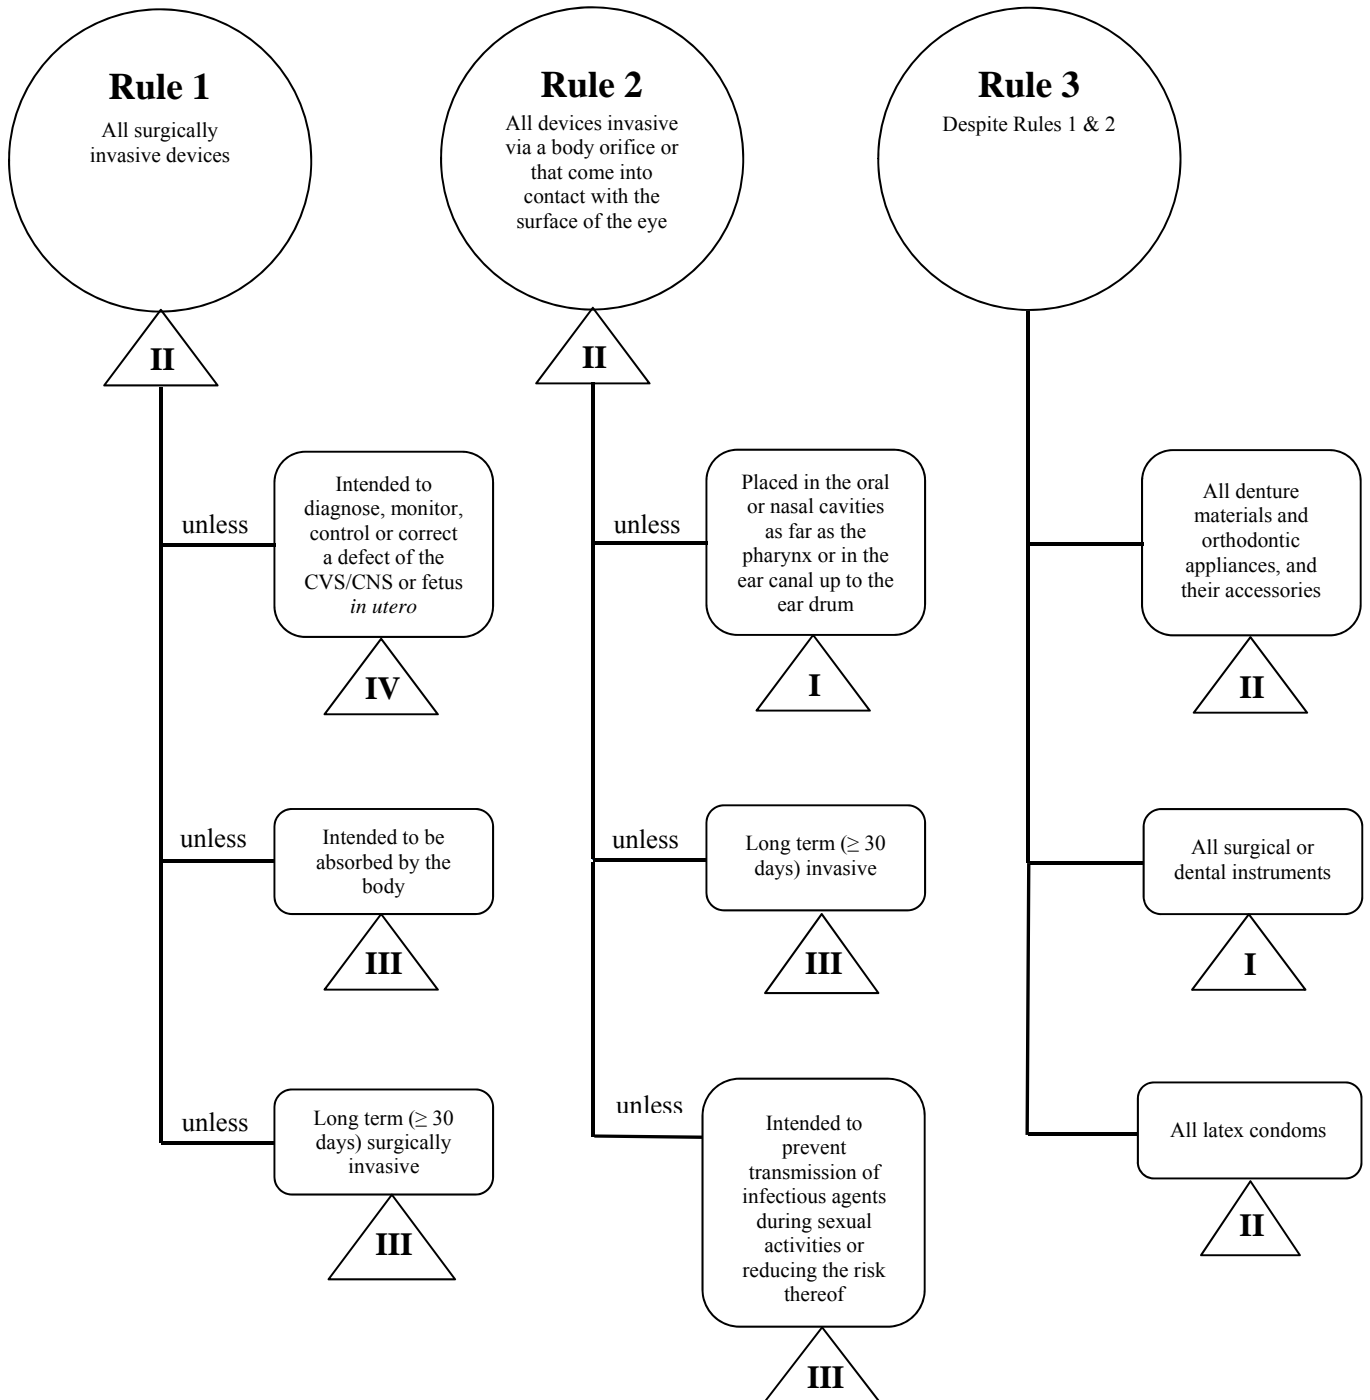 Rule 1
All surgically
invasive devices
II
unless
Intended to
diagnose, monitor,
control or correct
a defect of the
CVS/CNS or fetus
in utero
IV
unless
Intended to be
absorbed by the
body
III
unless
Long term (≥ 30
days) surgically
invasive
III
Rule 2
All devices invasive
via a body orifice or
that come into
contact with the
surface of the eye
II
unless
Placed in the oral
or nasal cavities
as far as the
pharynx or in the
ear canal up to the
ear drum
I
unless
Long term (≥ 30
days) invasive
III
unless
Intended to
prevent
transmission of
infectious agents
during sexual
activities or
reducing the risk
thereof
III
Rule 3
Despite Rules 1 & 2
All denture
materials and
orthodontic
appliances, and
their accessories
II
All surgical or
dental instruments
I
All latex condoms
II